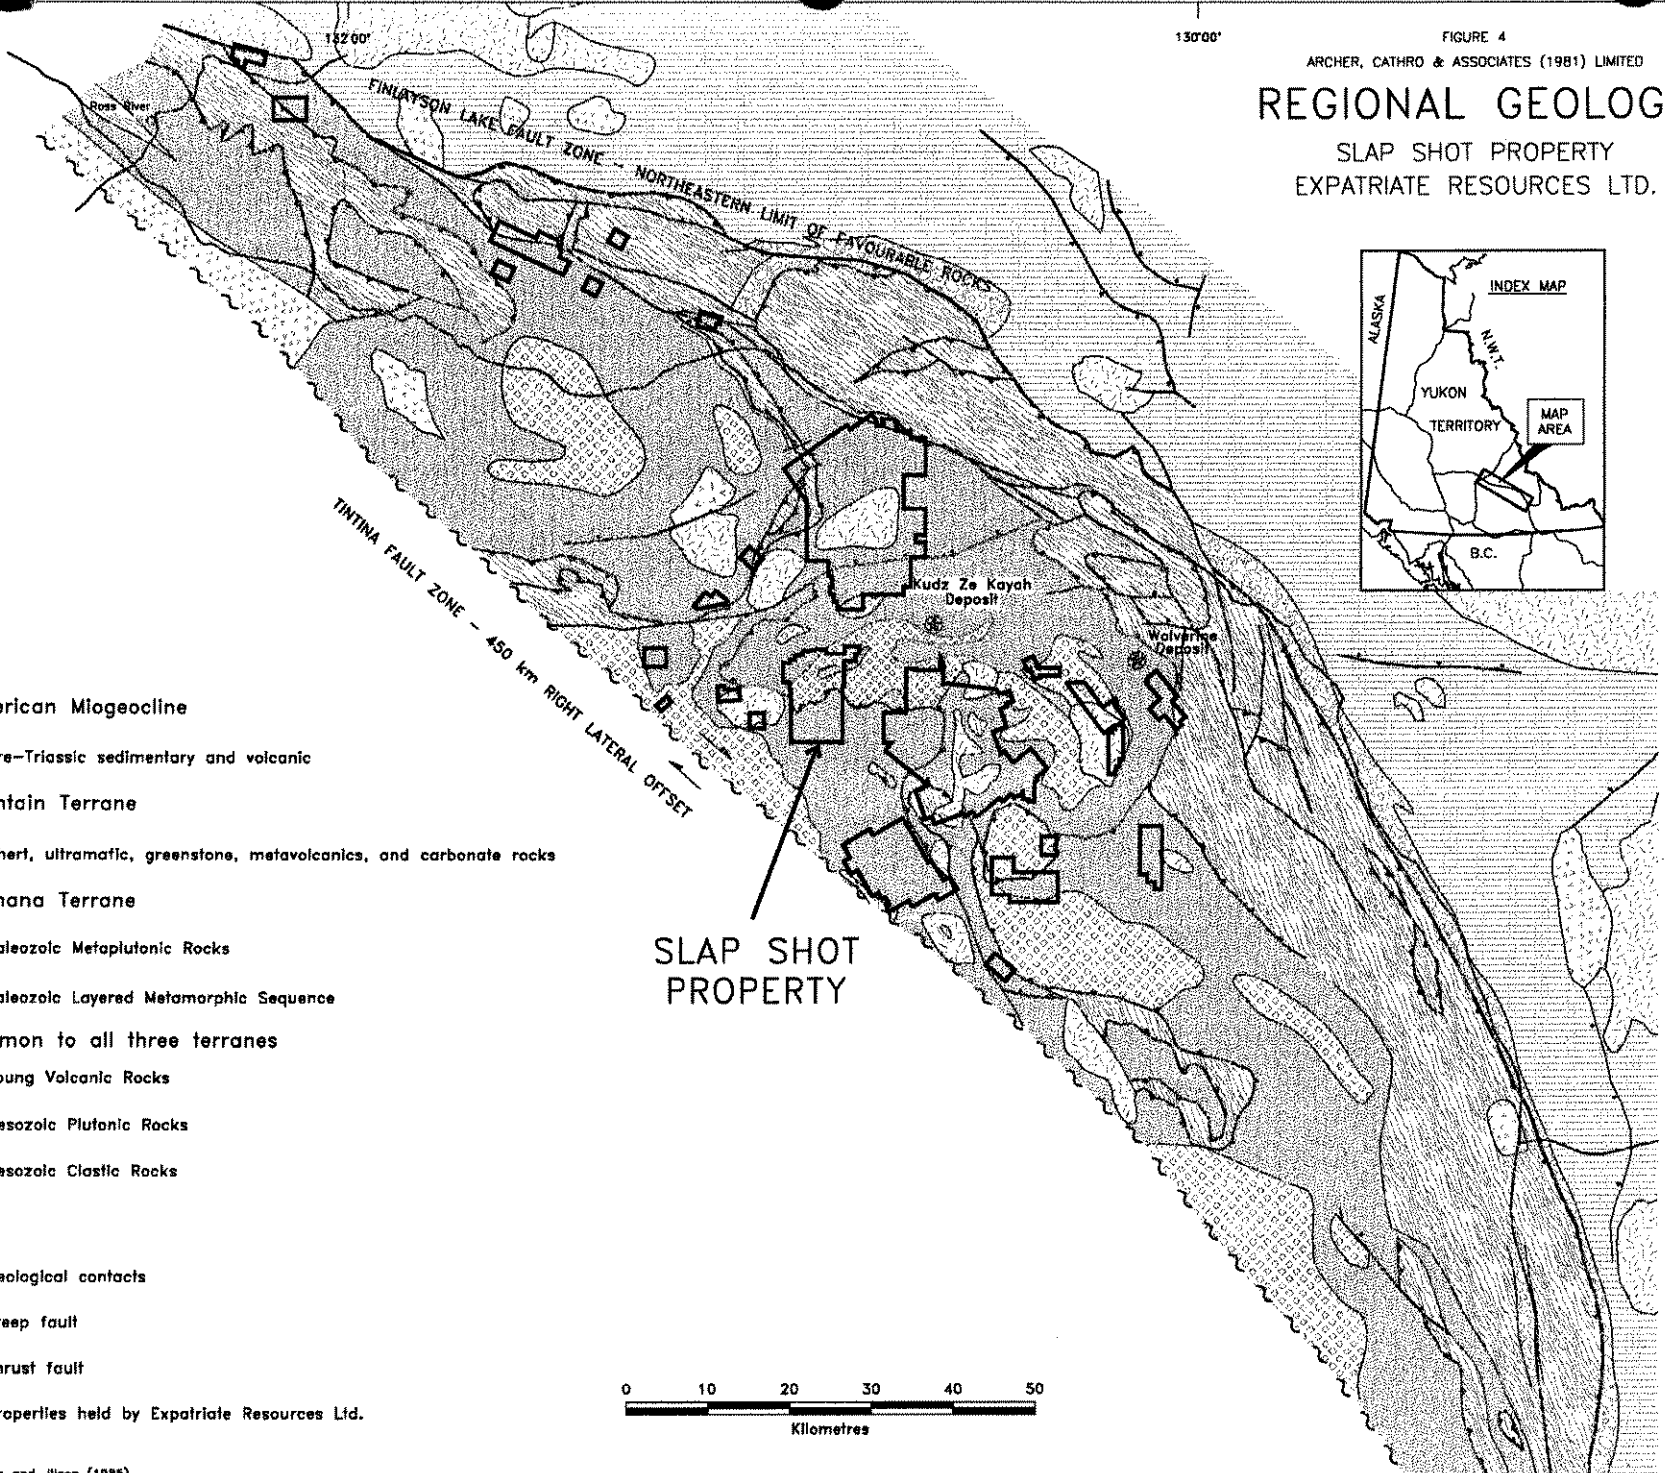 132°00'
130°00'
FIGURE 4
ARCHER, CATHRO & ASSOCIATES (1981) LIMITED
REGIONAL GEOLOG
SLAP SHOT PROPERTY
EXPATRIATE RESOURCES LTD.
Ross River
FINLAYSON LAKE FAULT ZONE – NORTHEASTERN LIMIT OF FAVOURABLE ROCKS
INDEX MAP
ALASKA
N.W.T.
YUKON
TERRITORY
MAP
AREA
B.C.
TINTINA FAULT ZONE – 450 km RIGHT LATERAL OFFSET
Kudz Ze Kayah
Deposit
Wolverine
Deposit
SLAP SHOT
PROPERTY
erican Miogeocline
re–Triassic sedimentary and volcanic
ntain Terrane
hert, ultramafic, greenstone, metavolcanics, and carbonate rocks
nana Terrane
aleozoic Metaplutonic Rocks
aleozoic Layered Metamorphic Sequence
mon to all three terranes
oung Volcanic Rocks
esozoic Plutonic Rocks
esozoic Clastic Rocks
eological contacts
eep fault
hrust fault
roperties held by Expatriate Resources Ltd.
and (1985)
0 10 20 30 40 50
Kilometres